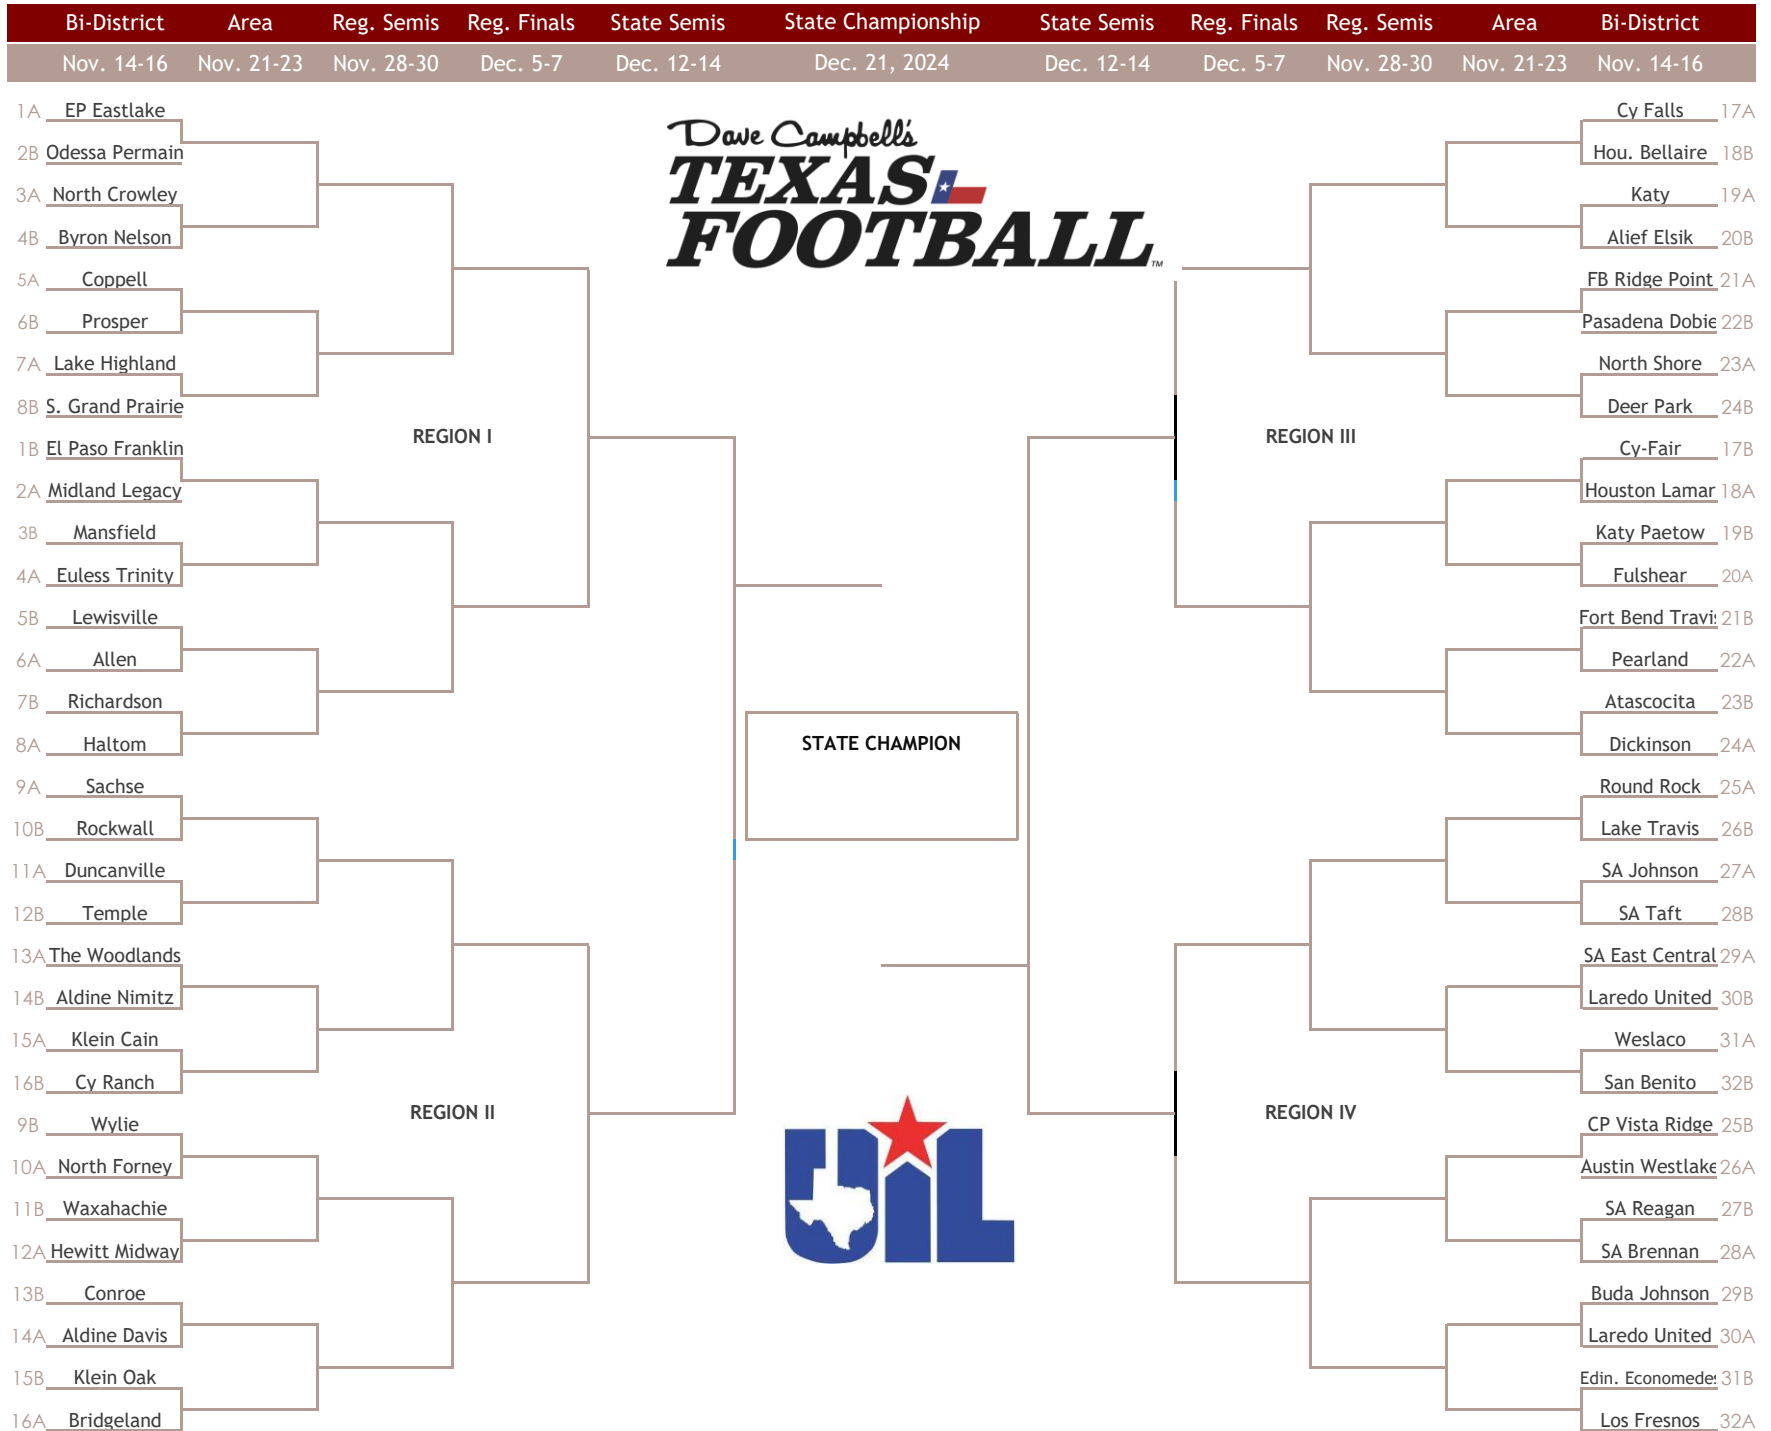 Bi-District Area Reg. Semis Reg. Finals State Semis State Championship State Semis Reg. Finals Reg. Semis Area Bi-District
Nov. 14-16 Nov. 21-23 Nov. 28-30 Dec. 5-7 Dec. 12-14 Dec. 21, 2024 Dec. 12-14 Dec. 5-7 Nov. 28-30 Nov. 21-23 Nov. 14-16
Dave Campbell's
TEXAS
FOOTBALL™
1A EP Eastlake
2B Odessa Permain
3A North Crowley
4B Byron Nelson
5A Coppell
6B Prosper
7A Lake Highland
8B S. Grand Prairie
REGION I
1B El Paso Franklin
2A Midland Legacy
3B Mansfield
4A Euless Trinity
5B Lewisville
6A Allen
7B Richardson
8A Haltom
9A Sachse
10B Rockwall
11A Duncanville
12B Temple
13A The Woodlands
14B Aldine Nimitz
15A Klein Cain
16B Cy Ranch
REGION II
9B Wylie
10A North Forney
11B Waxahachie
12A Hewitt Midway
13B Conroe
14A Aldine Davis
15B Klein Oak
16A Bridgeland
STATE CHAMPION
UIL
Cy Falls 17A
Hou. Bellaire 18B
Katy 19A
Alief Elsik 20B
FB Ridge Point 21A
Pasadena Dobie 22B
North Shore 23A
Deer Park 24B
REGION III
Cy-Fair 17B
Houston Lamar 18A
Katy Paetow 19B
Fulshear 20A
Fort Bend Travis 21B
Pearland 22A
Atascocita 23B
Dickinson 24A
Round Rock 25A
Lake Travis 26B
SA Johnson 27A
SA Taft 28B
SA East Central 29A
Laredo United 30B
Weslaco 31A
San Benito 32B
REGION IV
CP Vista Ridge 25B
Austin Westlake 26A
SA Reagan 27B
SA Brennan 28A
Buda Johnson 29B
Laredo United 30A
Edin. Economedes 31B
Los Fresnos 32A